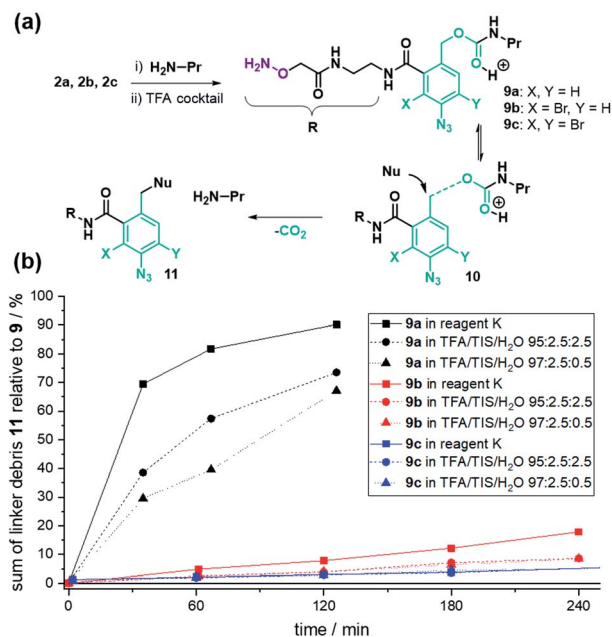 (a)
2a, 2b, 2c
i) H₂N–Pr
ii) TFA cocktail
H₂N
O
O
H
N
N
H
O
O
H
N
Pr
O
H
⊕
X
Y
N₃
R
9a: X, Y = H
9b: X = Br, Y = H
9c: X, Y = Br
Nu
O
R
N
H
X
Y
N₃
11
H₂N–Pr
-CO₂
Nu
O
R
N
H
X
Y
N₃
10
O
H
N
Pr
O
H
⊕
(b)
sum of linker debris 11 relative to 9 / %
100
90
80
70
60
50
40
30
20
10
0
9a in reagent K
9a in TFA/TIS/H₂O 95:2.5:2.5
9a in TFA/TIS/H₂O 97:2.5:0.5
9b in reagent K
9b in TFA/TIS/H₂O 95:2.5:2.5
9b in TFA/TIS/H₂O 97:2.5:0.5
9c in reagent K
9c in TFA/TIS/H₂O 95:2.5:2.5
9c in TFA/TIS/H₂O 97:2.5:0.5
0 60 120 180 240
time / min